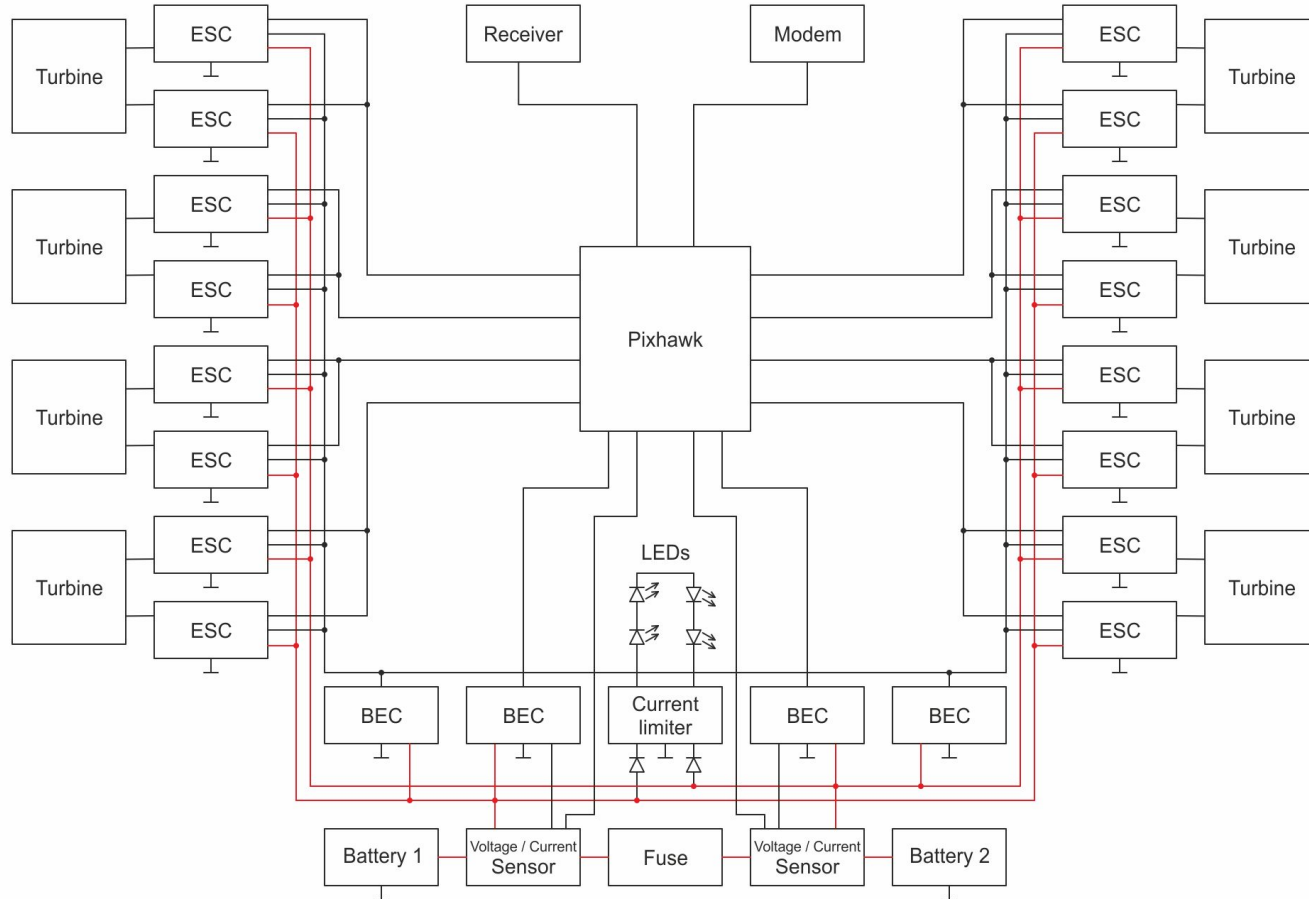 ESC
Receiver
Modem
ESC
Turbine
Turbine
ESC
ESC
ESC
ESC
Turbine
Turbine
ESC
ESC
Pixhawk
ESC
ESC
Turbine
Turbine
ESC
ESC
ESC
ESC
LEDs
Turbine
Turbine
ESC
ESC
BEC
BEC
Current
limiter
BEC
BEC
Battery 1
Voltage / Current
Sensor
Fuse
Voltage / Current
Sensor
Battery 2